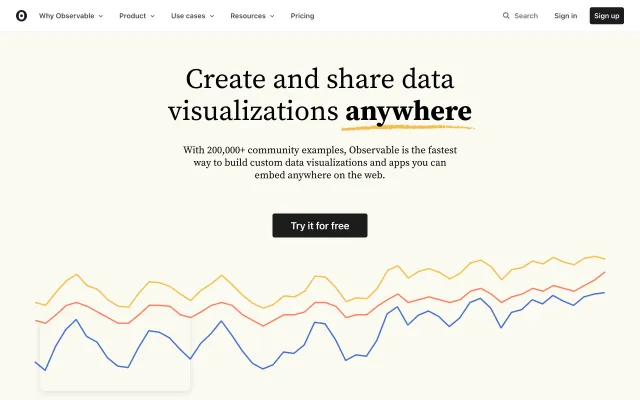 Why Observable
Product
Use cases
Resources
Pricing
Search
Sign in
Sign up
Create and share data
visualizations anywhere
With 200,000+ community examples, Observable is the fastest
way to build custom data visualizations and apps you can
embed anywhere on the web.
Try it for free